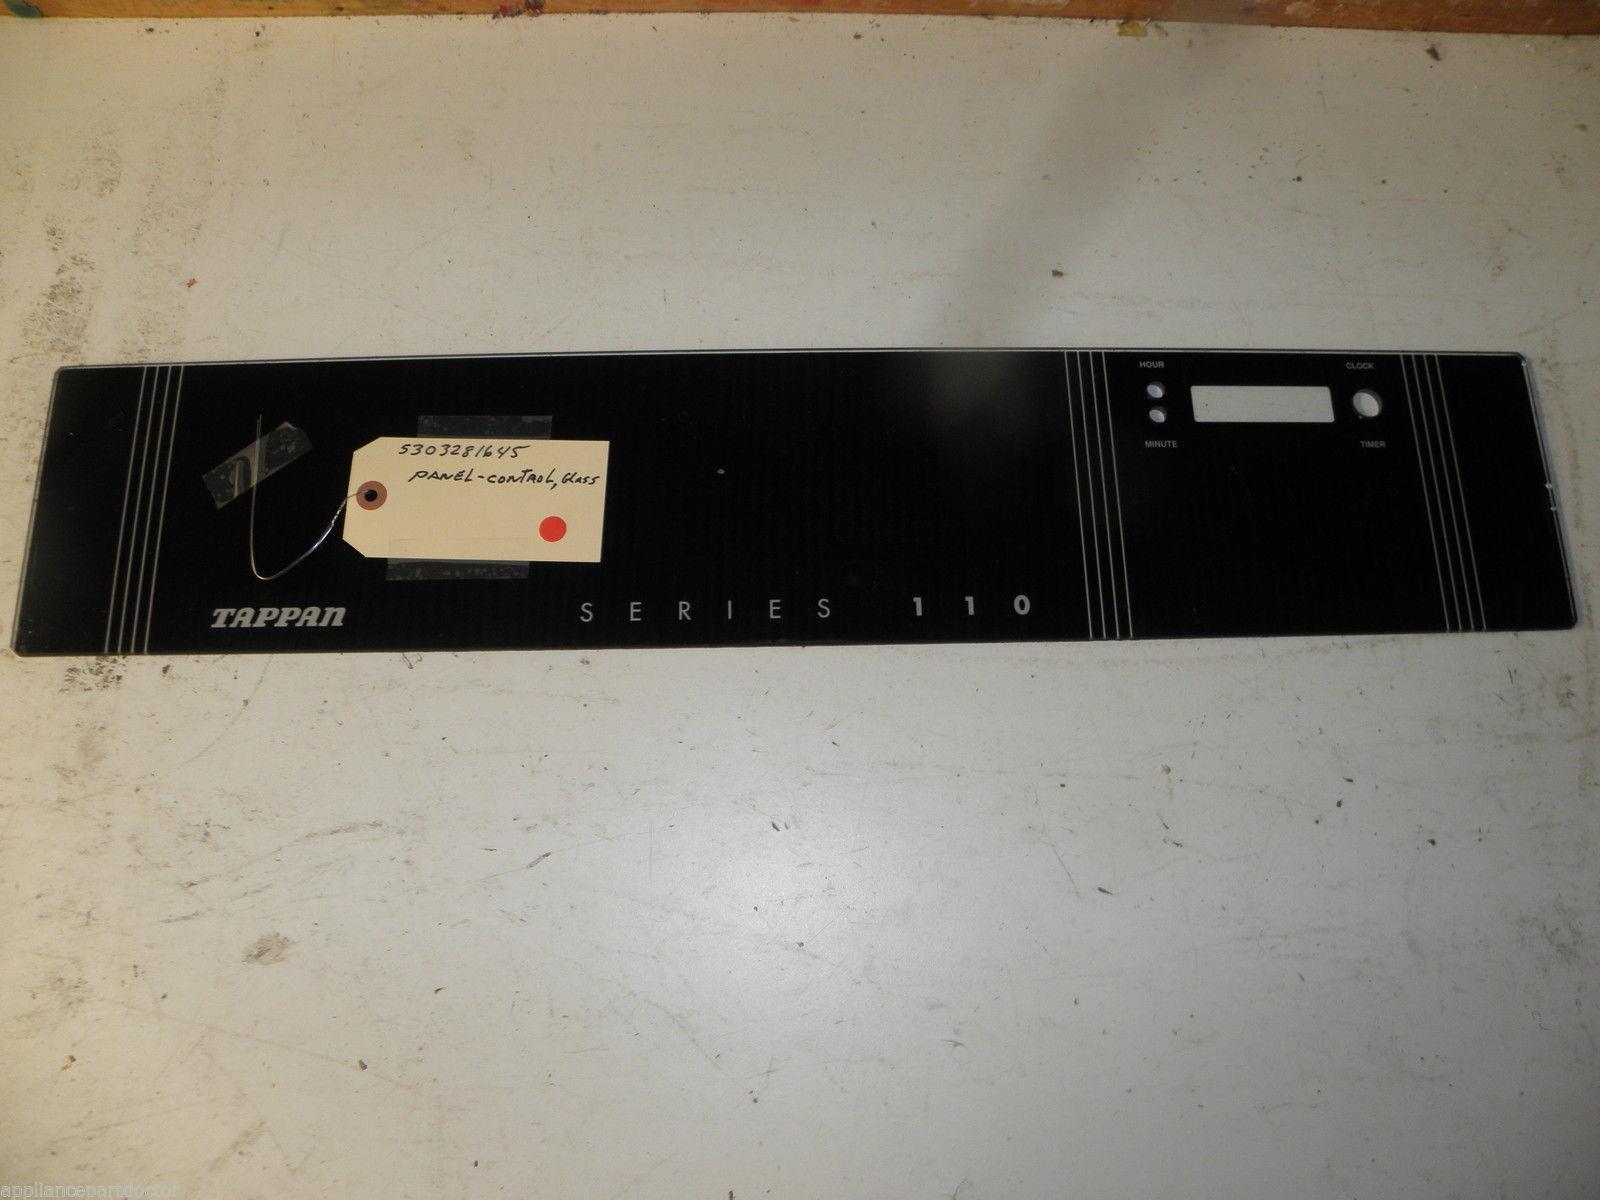 HOUR
CLOCK
MINUTE
TIMER
5303281645
PANEL-CONTROL, GLASS
TAPPAN
SERIES 110
appliancepartdoctor